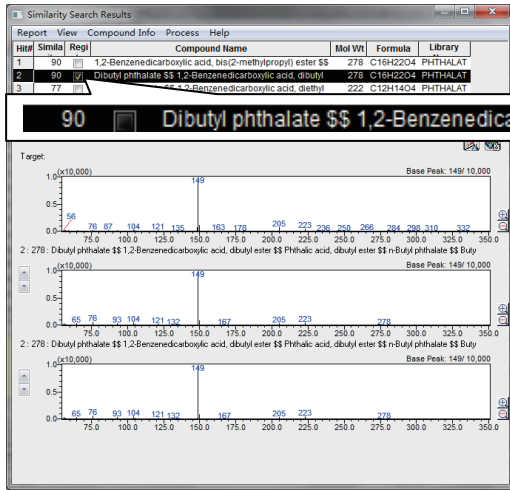 Similarity Search Results
Report View Compound Info Process Help
Hit# Simila Regi Compound Name Mol Wt Formula Library
1 90 1,2-Benzenedicarboxylic acid, bis(2-methylpropyl) ester $$ 278 C16H22O4 PHTHALAT
2 90 Dibutyl phthalate $$ 1,2-Benzenedicarboxylic acid, dibutyl 278 C16H22O4 PHTHALAT
3 77 $$ 1,2-Benzenedicarboxylic acid, diethyl 222 C12H14O4 PHTHALAT
90 Dibutyl phthalate $$ 1,2-Benzenedica
Target:
(x10,000) Base Peak: 149/ 10,000
1.0 149
0.5
56 76 87 104 121 135 163 178 205 223 236 250 266 284 298 310 332
0.0
75.0 100.0 125.0 150.0 175.0 200.0 225.0 250.0 275.0 300.0 325.0 350.0
2 : 278 : Dibutyl phthalate $$ 1,2-Benzenedicarboxylic acid, dibutyl ester $$ Phthalic acid, dibutyl ester $$ n-Butyl phthalate $$ Buty
(x10,000) Base Peak: 149/ 10,000
1.0 149
0.5
65 76 93 104 121 132 167 205 223 278
0.0
75.0 100.0 125.0 150.0 175.0 200.0 225.0 250.0 275.0 300.0 325.0 350.0
2 : 278 : Dibutyl phthalate $$ 1,2-Benzenedicarboxylic acid, dibutyl ester $$ Phthalic acid, dibutyl ester $$ n-Butyl phthalate $$ Buty
(x10,000) Base Peak: 149/ 10,000
1.0 149
0.5
65 76 93 104 121 132 167 205 223 278
0.0
75.0 100.0 125.0 150.0 175.0 200.0 225.0 250.0 275.0 300.0 325.0 350.0